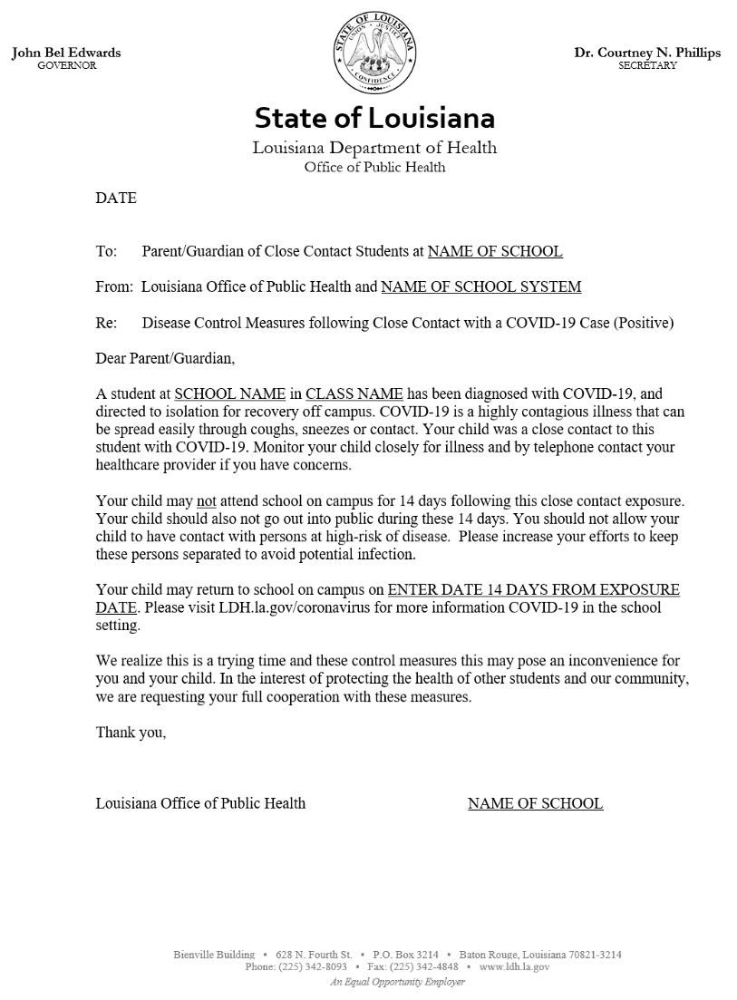 STATE OF LOUISIANA
UNION · JUSTICE
CONFIDENCE
John Bel Edwards
GOVERNOR
Dr. Courtney N. Phillips
SECRETARY
State of Louisiana
Louisiana Department of Health
Office of Public Health
DATE
To: Parent/Guardian of Close Contact Students at NAME OF SCHOOL
From: Louisiana Office of Public Health and NAME OF SCHOOL SYSTEM
Re: Disease Control Measures following Close Contact with a COVID-19 Case (Positive)
Dear Parent/Guardian,
A student at SCHOOL NAME in CLASS NAME has been diagnosed with COVID-19, and
directed to isolation for recovery off campus. COVID-19 is a highly contagious illness that can
be spread easily through coughs, sneezes or contact. Your child was a close contact to this
student with COVID-19. Monitor your child closely for illness and by telephone contact your
healthcare provider if you have concerns.
Your child may not attend school on campus for 14 days following this close contact exposure.
Your child should also not go out into public during these 14 days. You should not allow your
child to have contact with persons at high-risk of disease. Please increase your efforts to keep
these persons separated to avoid potential infection.
Your child may return to school on campus on ENTER DATE 14 DAYS FROM EXPOSURE
DATE. Please visit LDH.la.gov/coronavirus for more information COVID-19 in the school
setting.
We realize this is a trying time and these control measures this may pose an inconvenience for
you and your child. In the interest of protecting the health of other students and our community,
we are requesting your full cooperation with these measures.
Thank you,
Louisiana Office of Public Health NAME OF SCHOOL
Bienville Building ▪ 628 N. Fourth St. ▪ P.O. Box 3214 ▪ Baton Rouge, Louisiana 70821-3214
Phone: (225) 342-8093 ▪ Fax: (225) 342-4848 ▪ www.ldh.la.gov
An Equal Opportunity Employer